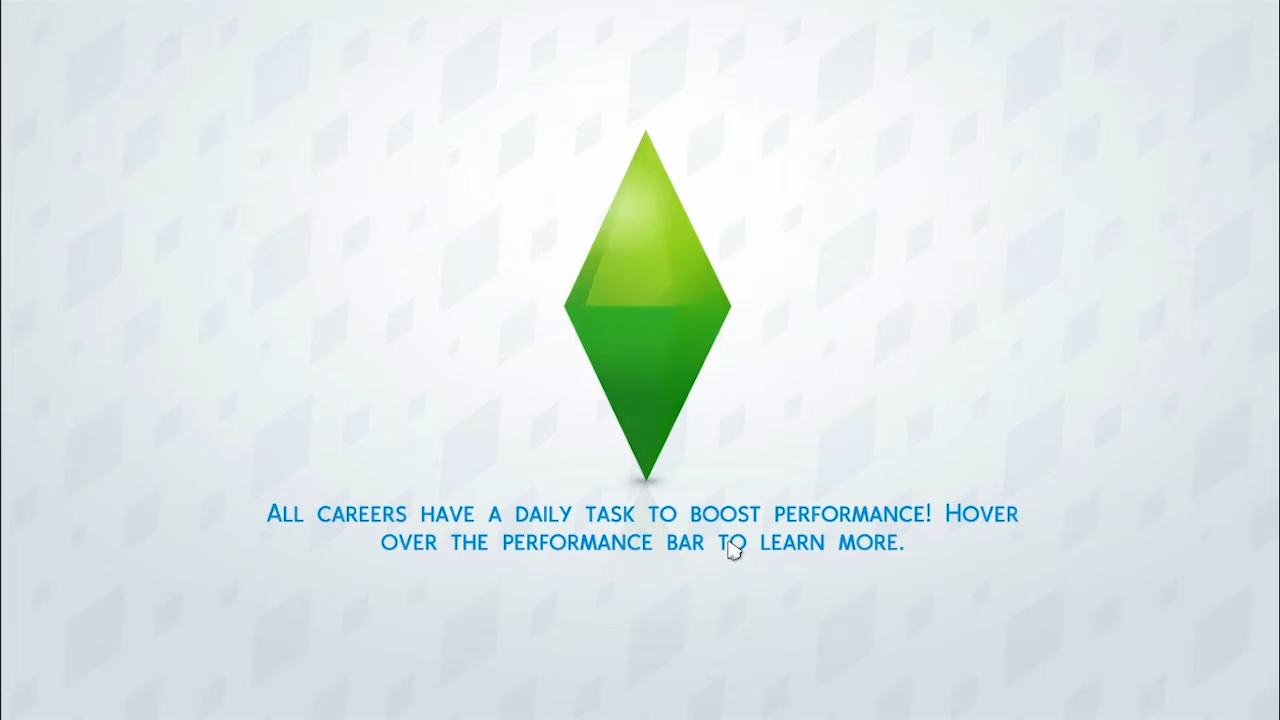 All careers have a daily task to boost performance! Hover
over the performance bar to learn more.